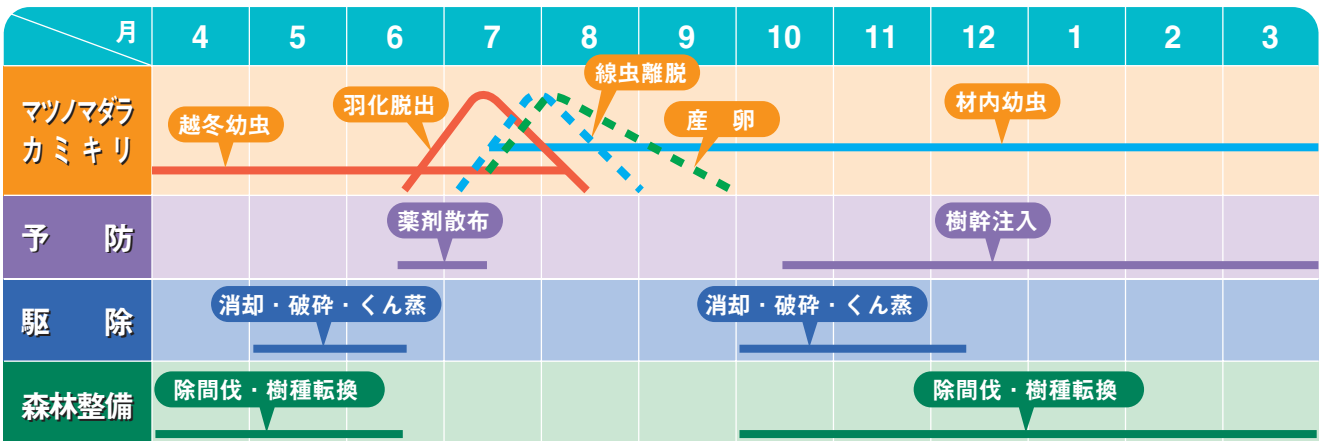 月 4 5 6 7 8 9 10 11 12 1 2 3
マツノマダラ
カミキリ
越冬幼虫
羽化脱出
線虫離脱
産 卵
材内幼虫
予 防
薬剤散布
樹幹注入
駆 除
消却・破砕・くん蒸
消却・破砕・くん蒸
森林整備
除間伐・樹種転換
除間伐・樹種転換